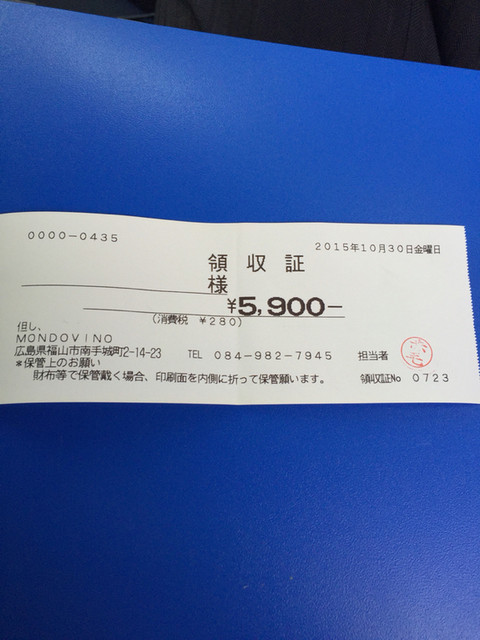 0000-0435
2015年10月30日金曜日
領収証
様
¥5,900-
(消費税 ¥280)
但し、
MONDOVINO
広島県福山市南手城町2-14-23 TEL 084-982-7945 担当者
*保管上のお願い
財布等で保管戴く場合、印刷面を内側に折って保管願います。 領収証No 0723